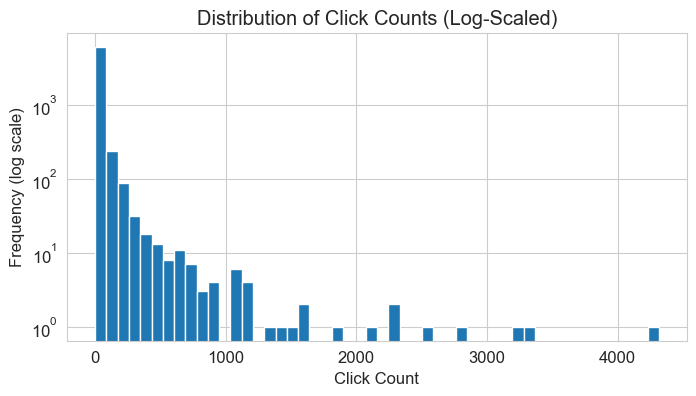 Distribution of Click Counts (Log-Scaled)
Frequency (log scale)
10³
10²
10¹
10⁰
0 1000 2000 3000 4000
Click Count